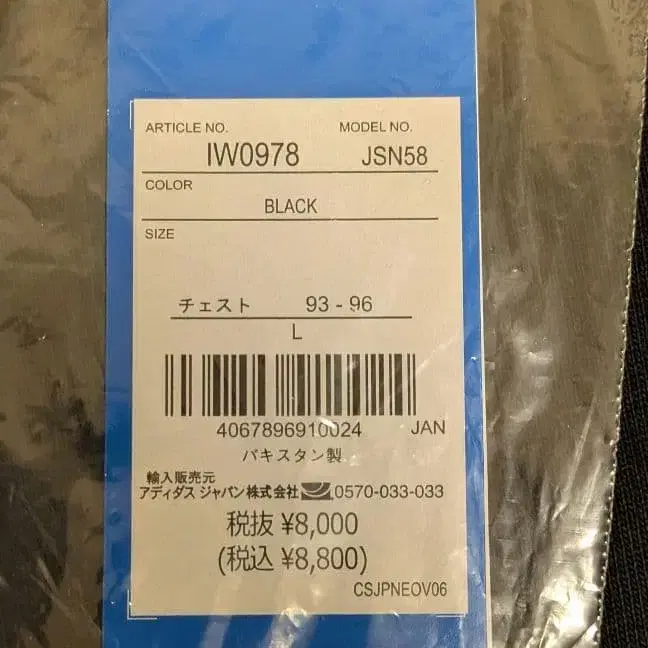 ARTICLE NO. MODEL NO.
IW0978 JSN58
COLOR
BLACK
SIZE
チェスト 93 - 96
L
4067896910024 JAN
パキスタン製
輸入販売元
アディダス ジャパン株式会社 0570-033-033
税抜 ¥8,000
(税込 ¥8,800)
CSJPNEOV06